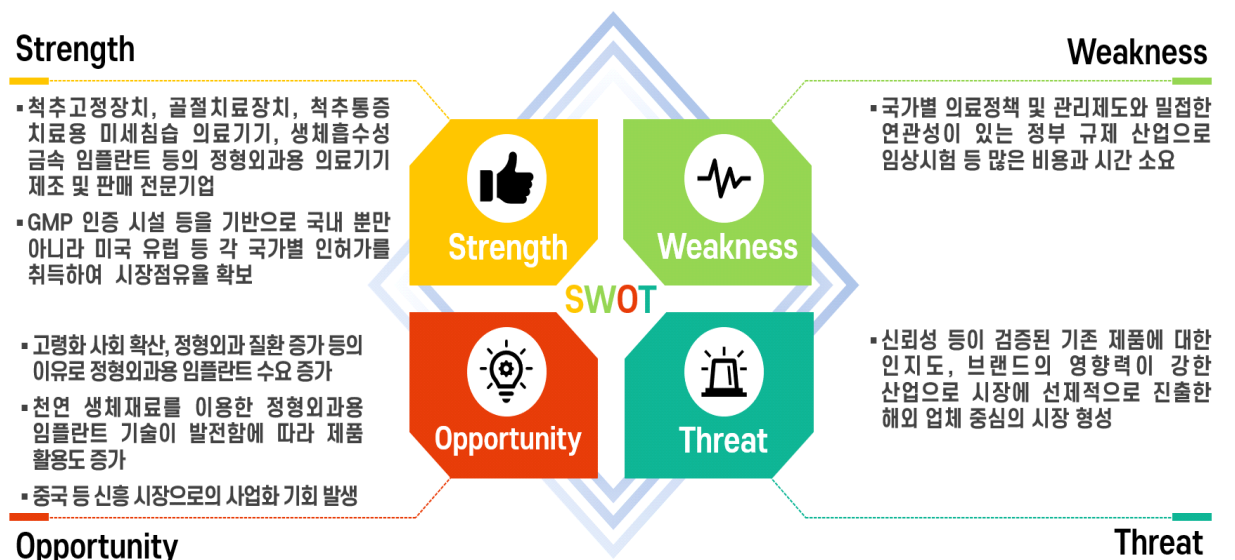 Strength
Weakness
▪척추고정장치, 골절치료장치, 척추통증
치료용 미세침습 의료기기, 생체흡수성
금속 임플란트 등의 정형외과용 의료기기
제조 및 판매 전문기업
▪GMP 인증 시설 등을 기반으로 국내 뿐만
아니라 미국 유럽 등 각 국가별 인허가를
취득하여 시장점유율 확보
▪국가별 의료정책 및 관리제도와 밀접한
연관성이 있는 정부 규제 산업으로
임상시험 등 많은 비용과 시간 소요
Strength
Weakness
SWOT
Opportunity
Threat
▪고령화 사회 확산, 정형외과 질환 증가 등의
이유로 정형외과용 임플란트 수요 증가
▪천연 생체재료를 이용한 정형외과용
임플란트 기술이 발전함에 따라 제품
활용도 증가
▪중국 등 신흥 시장으로의 사업화 기회 발생
▪신뢰성 등이 검증된 기존 제품에 대한
인지도, 브랜드의 영향력이 강한
산업으로 시장에 선제적으로 진출한
해외 업체 중심의 시장 형성
Opportunity
Threat